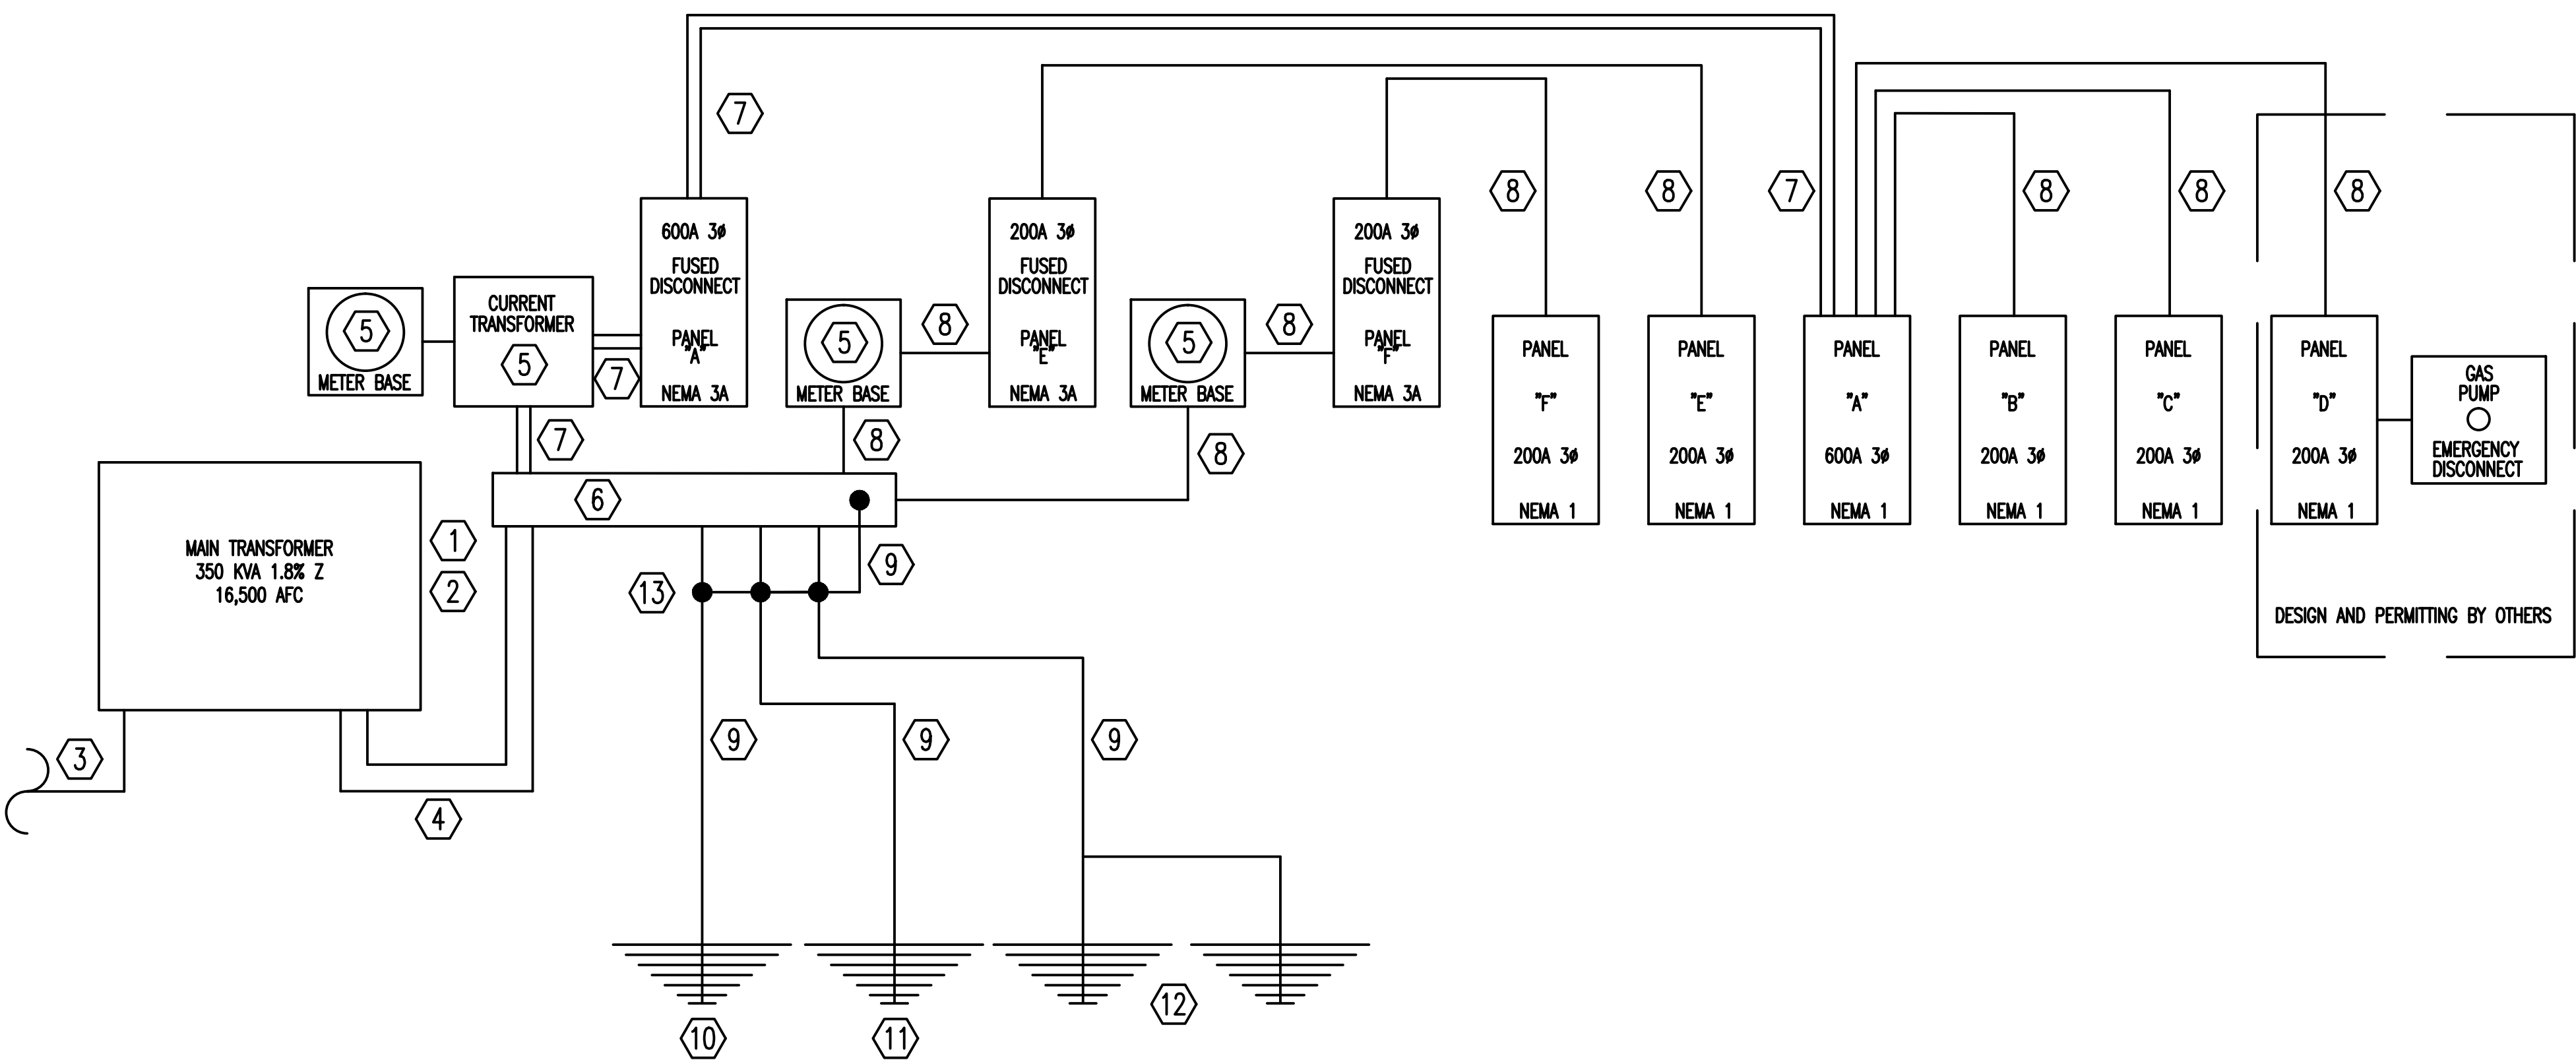 7
8
8
7
8
8
8
600A 3ø
FUSED
DISCONNECT
PANEL
"A"
NEMA 3A
200A 3ø
FUSED
DISCONNECT
PANEL
"E"
NEMA 3A
200A 3ø
FUSED
DISCONNECT
PANEL
"F"
NEMA 3A
5
METER BASE
CURRENT
TRANSFORMER
5
7
5
METER BASE
8
5
METER BASE
8
PANEL
"F"
200A 3ø
NEMA 1
PANEL
"E"
200A 3ø
NEMA 1
PANEL
"A"
600A 3ø
NEMA 1
PANEL
"B"
200A 3ø
NEMA 1
PANEL
"C"
200A 3ø
NEMA 1
PANEL
"D"
200A 3ø
NEMA 1
GAS
PUMP
EMERGENCY
DISCONNECT
7
8
8
6
MAIN TRANSFORMER
350 KVA 1.8% Z
16,500 AFC
1
2
9
13
DESIGN AND PERMITTING BY OTHERS
3
4
9
9
9
10
11
12